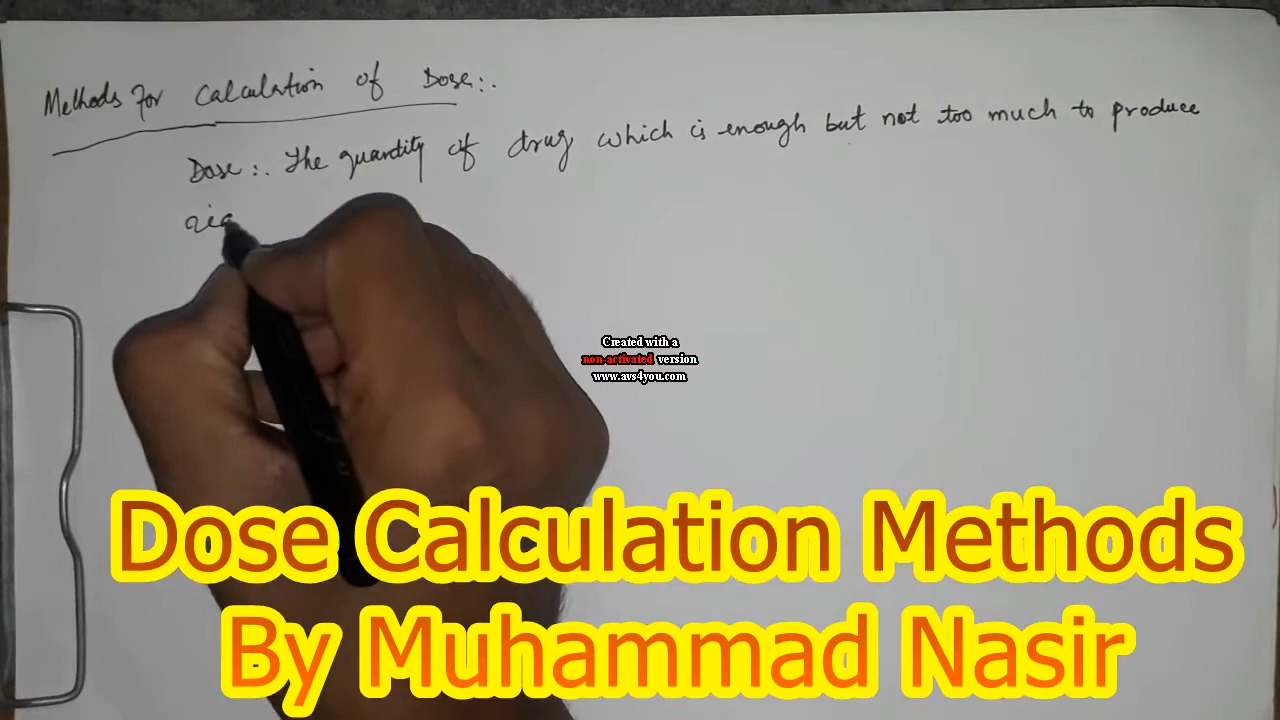 Methods For Calculation of Dose:.
Dose:. The quantity of drug which is enough but not too much to produce
Created with a
non-activated version
www.avs4you.com
Dose Calculation Methods
By Muhammad Nasir